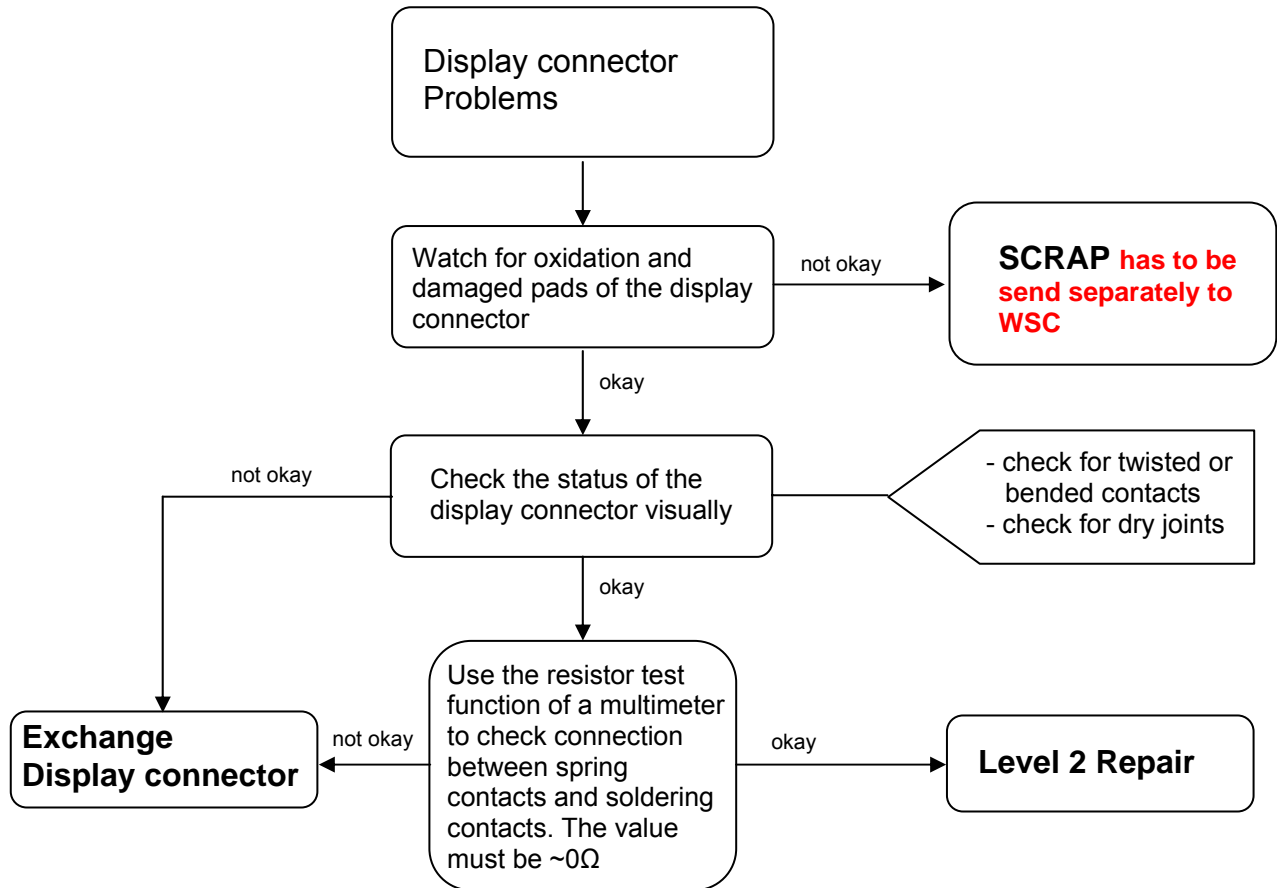 Display connector
Problems
Watch for oxidation and
damaged pads of the display
connector
not okay
SCRAP has to be
send separately to
WSC
okay
not okay
Check the status of the
display connector visually
- check for twisted or
bended contacts
- check for dry joints
okay
Use the resistor test
function of a multimeter
to check connection
between spring
contacts and soldering
contacts. The value
must be ~0Ω
Exchange
Display connector
not okay
okay
Level 2 Repair